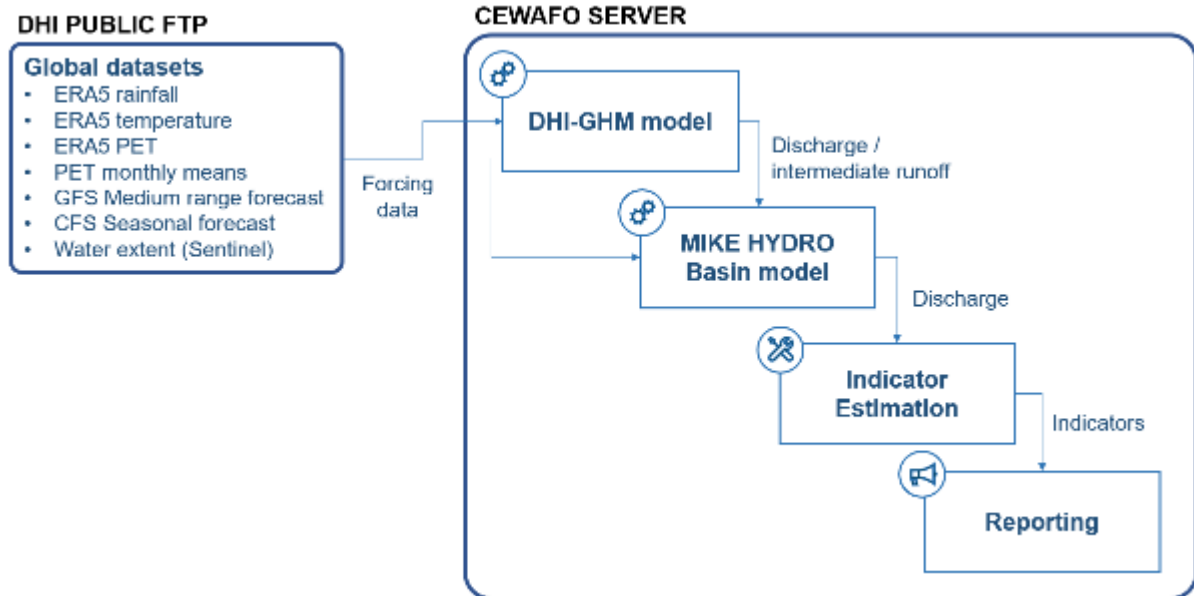 DHI PUBLIC FTP
Global datasets
• ERA5 rainfall
• ERA5 temperature
• ERA5 PET
• PET monthly means
• GFS Medium range forecast
• CFS Seasonal forecast
• Water extent (Sentinel)
Forcing
data
CEWAFO SERVER
DHI-GHM model
Discharge /
intermediate runoff
MIKE HYDRO
Basin model
Discharge
Indicator
Estimation
Indicators
Reporting